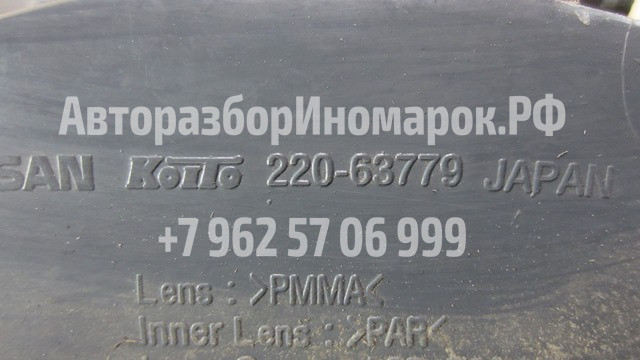 АвторазборИномарок.РФ
SAN KOITO 220-63779 JAPAN
+7 962 57 06 999
Lens : >PMMA<
Inner Lens : >PAR<